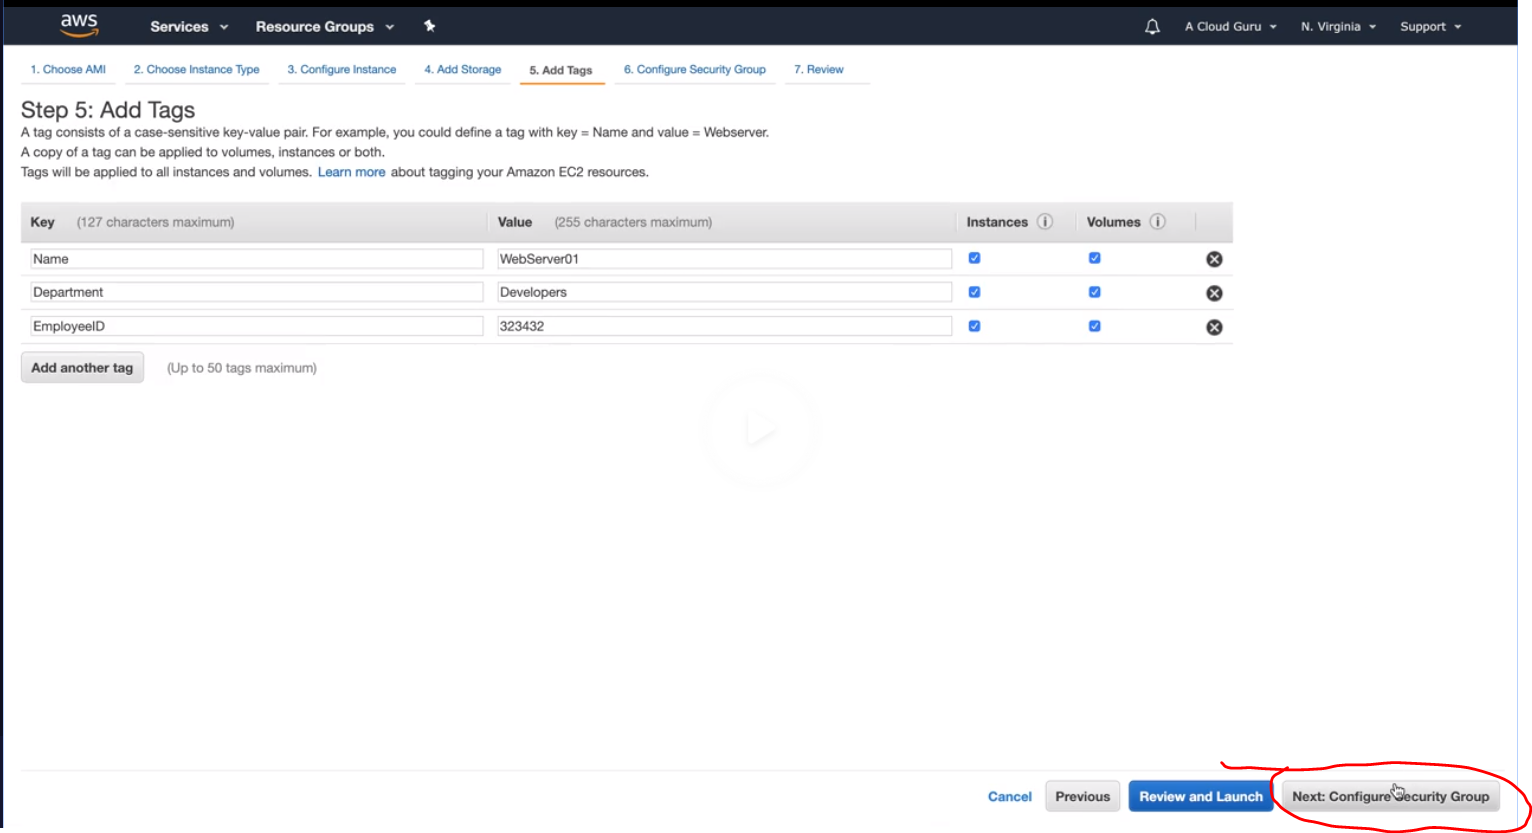 aws Services Resource Groups A Cloud Guru N. Virginia Support
1. Choose AMI 2. Choose Instance Type 3. Configure Instance 4. Add Storage 5. Add Tags 6. Configure Security Group 7. Review
Step 5: Add Tags
A tag consists of a case-sensitive key-value pair. For example, you could define a tag with key = Name and value = Webserver.
A copy of a tag can be applied to volumes, instances or both.
Tags will be applied to all instances and volumes. Learn more about tagging your Amazon EC2 resources.
Key (127 characters maximum) Value (255 characters maximum) Instances i Volumes i
Name WebServer01
Department Developers
EmployeeID 323432
Add another tag (Up to 50 tags maximum)
Cancel Previous Review and Launch Next: Configure Security Group